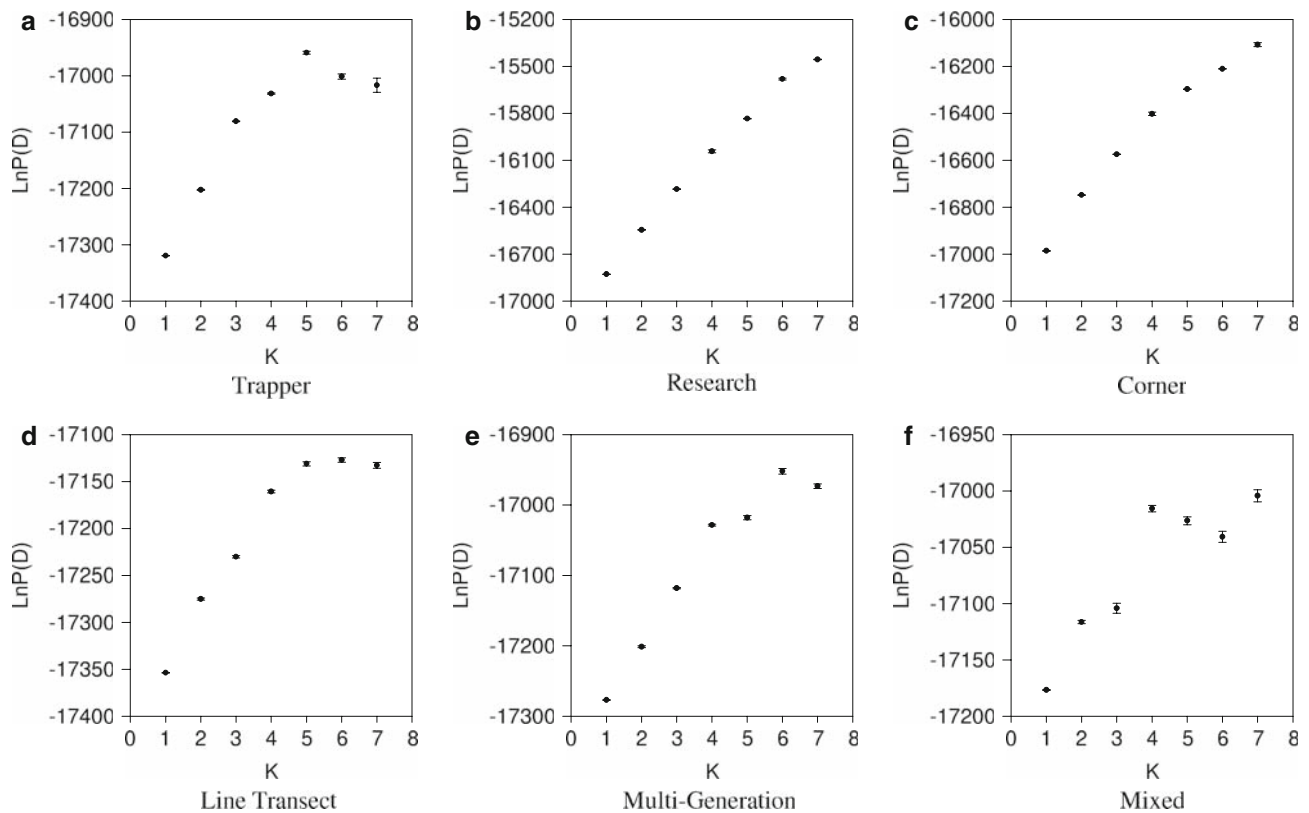 a
-16900
-17000
-17100
-17200
-17300
-17400
LnP(D)
0 1 2 3 4 5 6 7 8
K
Trapper
b
-15200
-15500
-15800
-16100
-16400
-16700
-17000
LnP(D)
0 1 2 3 4 5 6 7 8
K
Research
c
-16000
-16200
-16400
-16600
-16800
-17000
-17200
LnP(D)
0 1 2 3 4 5 6 7 8
K
Corner
d
-17100
-17150
-17200
-17250
-17300
-17350
-17400
LnP(D)
0 1 2 3 4 5 6 7 8
K
Line Transect
e
-16900
-17000
-17100
-17200
-17300
LnP(D)
0 1 2 3 4 5 6 7 8
K
Multi-Generation
f
-16950
-17000
-17050
-17100
-17150
-17200
LnP(D)
0 1 2 3 4 5 6 7 8
K
Mixed